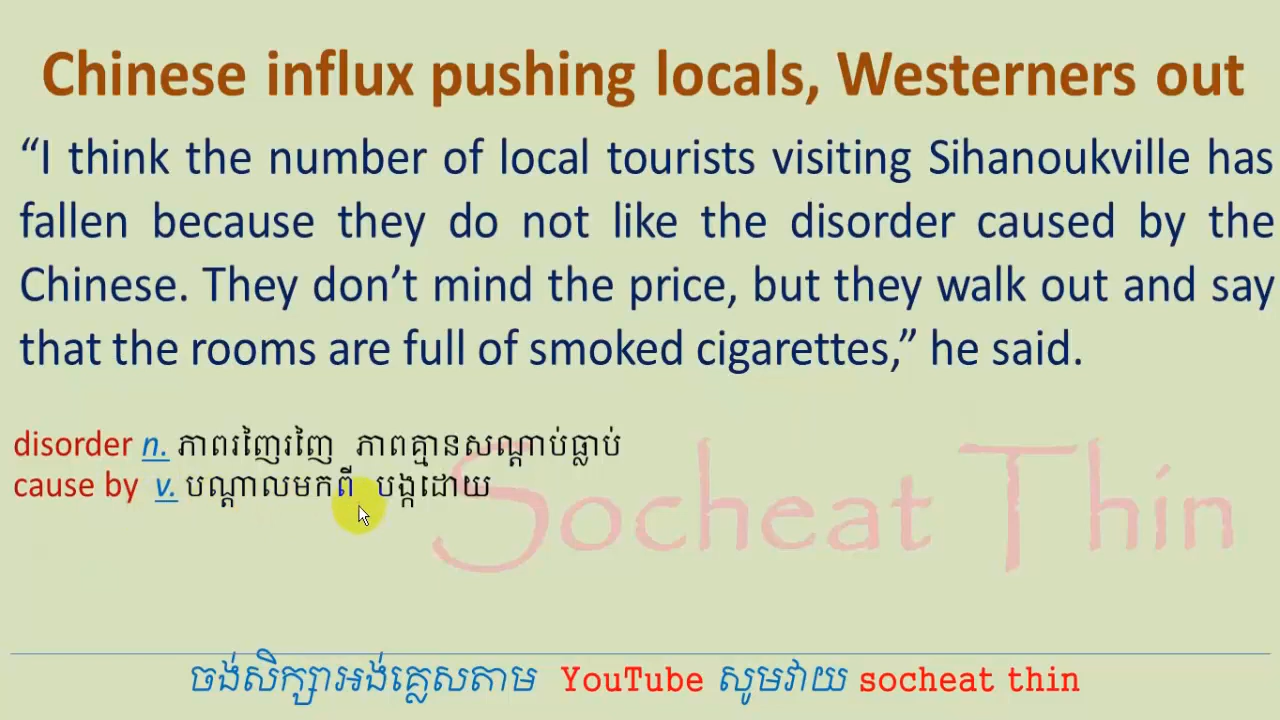 Chinese influx pushing locals, Westerners out
“I think the number of local tourists visiting Sihanoukville has
fallen because they do not like the disorder caused by the
Chinese. They don’t mind the price, but they walk out and say
that the rooms are full of smoked cigarettes,” he said.
disorder n. ភាពរញ៉េរញ៉ៃ ភាពគ្មានសណ្តាប់ធ្លាប់
cause by v. បណ្តាលមកពី បង្កដោយ
Socheat Thin
ចង់សិក្សាអង់គ្លេសតាម YouTube សូមវាយ socheat thin